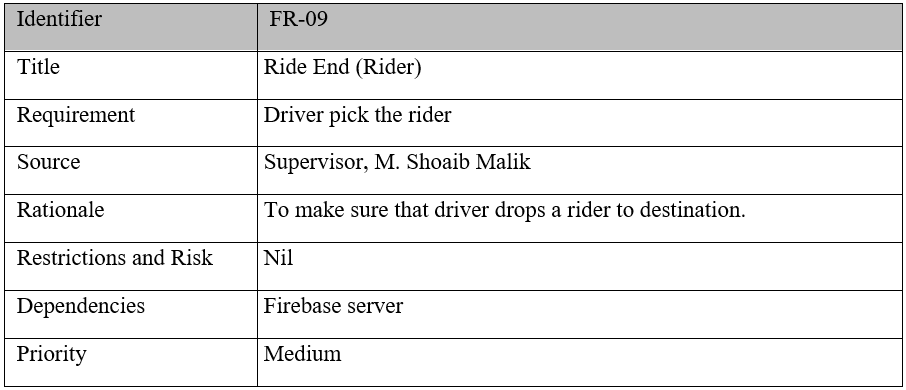 Identifier FR-09
Title Ride End (Rider)
Requirement Driver pick the rider
Source Supervisor, M. Shoaib Malik
Rationale To make sure that driver drops a rider to destination.
Restrictions and Risk Nil
Dependencies Firebase server
Priority Medium